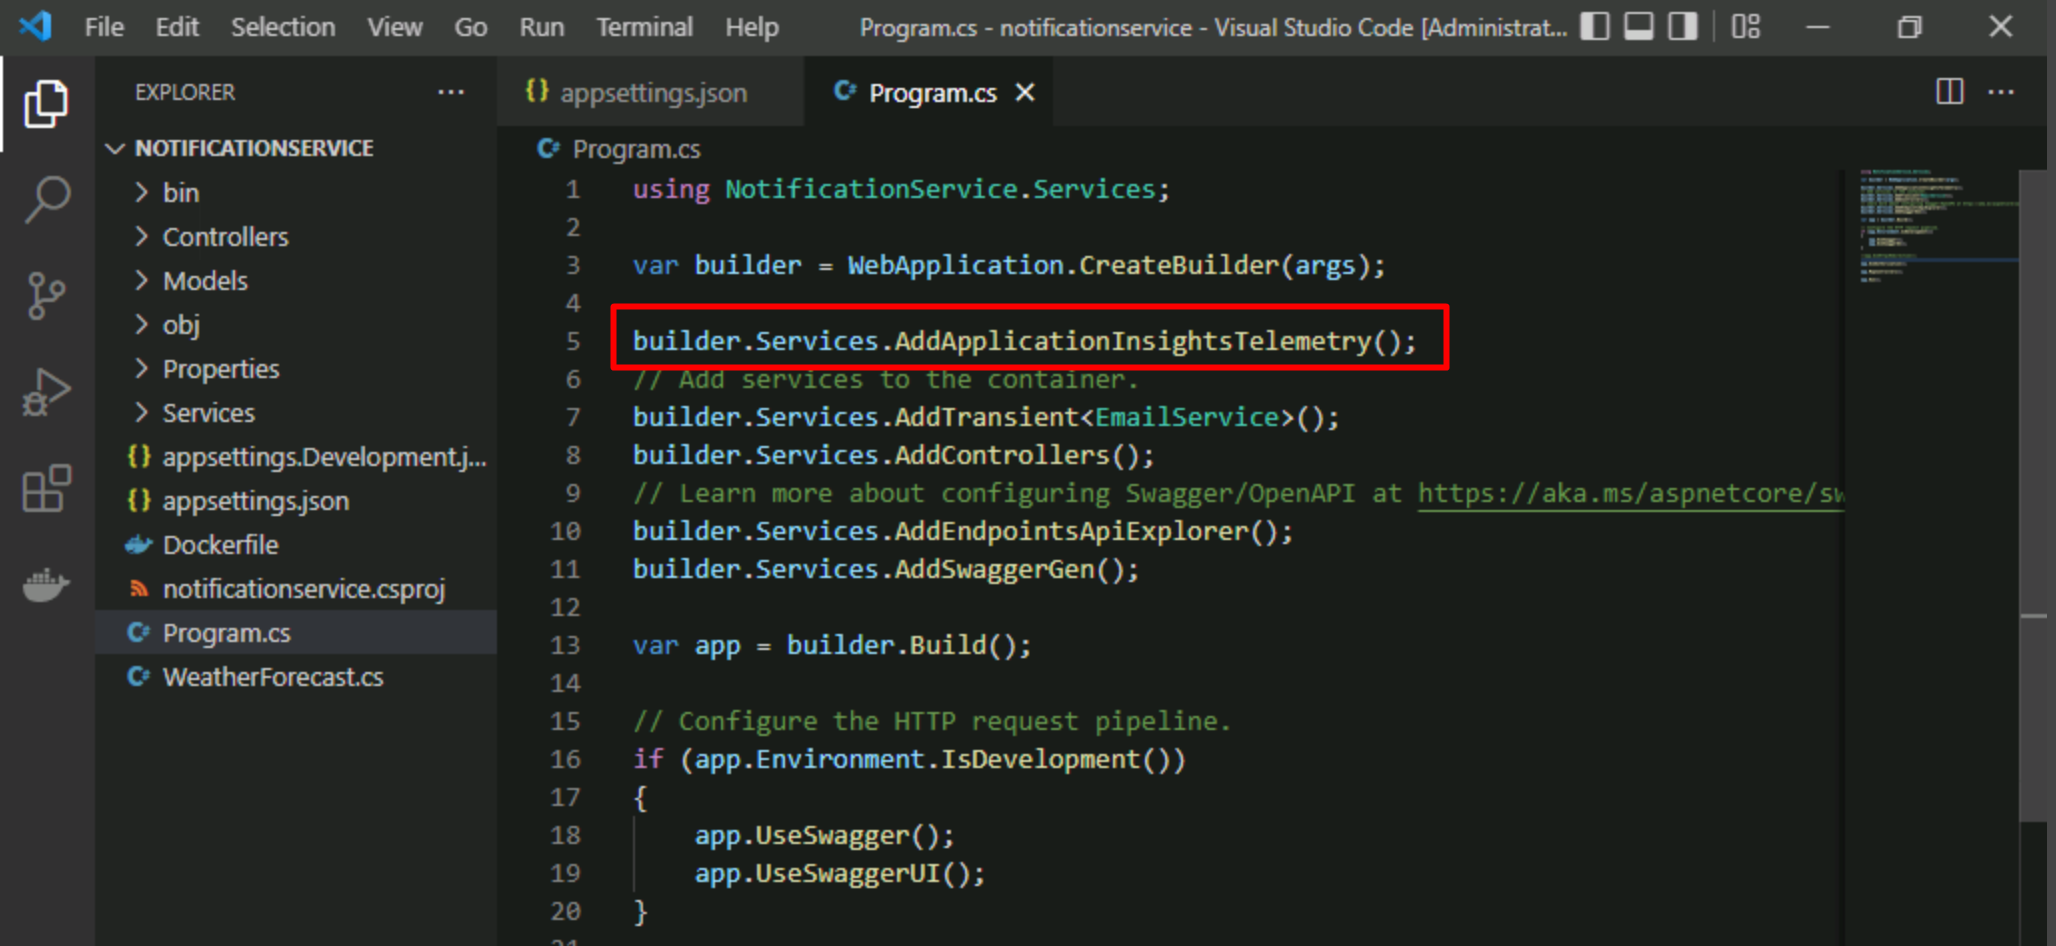 File Edit Selection View Go Run Terminal Help Program.cs - notificationservice - Visual Studio Code [Administrat...
EXPLORER ...
NOTIFICATIONSERVICE
bin
Controllers
Models
obj
Properties
Services
{} appsettings.Development.j...
{} appsettings.json
Dockerfile
notificationservice.csproj
C# Program.cs
C# WeatherForecast.cs
{} appsettings.json C# Program.cs ...
C# Program.cs
1 using NotificationService.Services;
2
3 var builder = WebApplication.CreateBuilder(args);
4
5 builder.Services.AddApplicationInsightsTelemetry();
6 // Add services to the container.
7 builder.Services.AddTransient<EmailService>();
8 builder.Services.AddControllers();
9 // Learn more about configuring Swagger/OpenAPI at https://aka.ms/aspnetcore/sw
10 builder.Services.AddEndpointsApiExplorer();
11 builder.Services.AddSwaggerGen();
12
13 var app = builder.Build();
14
15 // Configure the HTTP request pipeline.
16 if (app.Environment.IsDevelopment())
17 {
18 app.UseSwagger();
19 app.UseSwaggerUI();
20 }